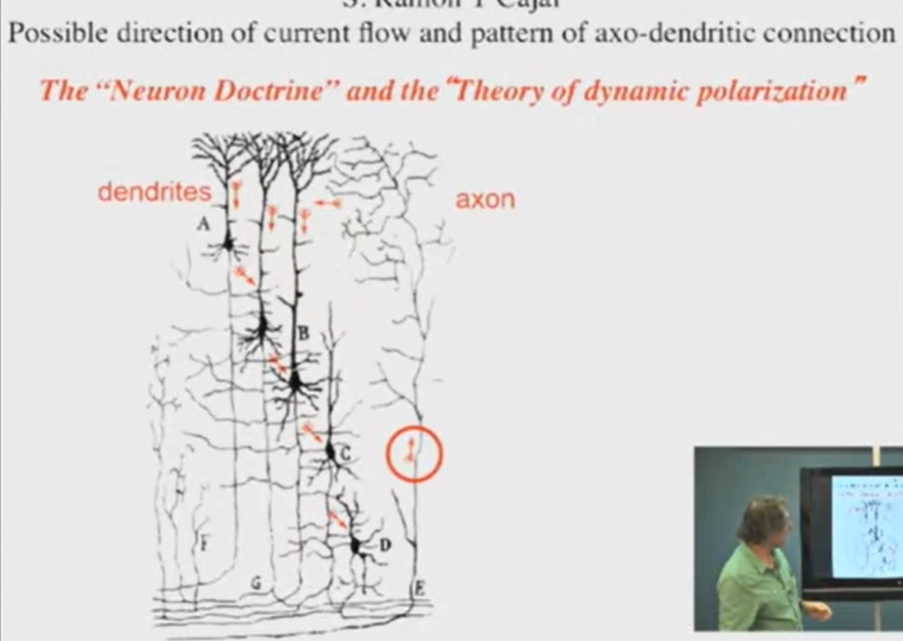 S. Ramon Y Cajal
Possible direction of current flow and pattern of axo-dendritic connection
The “Neuron Doctrine” and the “Theory of dynamic polarization”
dendrites
axon
A
B
C
D
F
G
E